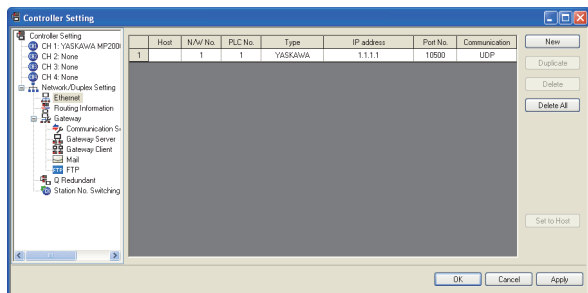 Controller Setting
Controller Setting
CH 1: YASKAWA MP200
CH 2: None
CH 3: None
CH 4: None
Network/Duplex Setting
Ethernet
Routing Information
Gateway
Communication S
Gateway Server
Gateway Client
Mail
FTP
Q Redundant
Station No. Switching
Host N/W No. PLC No. Type IP address Port No. Communication
1 1 1 YASKAWA 1.1.1.1 10500 UDP
New
Duplicate
Delete
Delete All
Set to Host
OK Cancel Apply